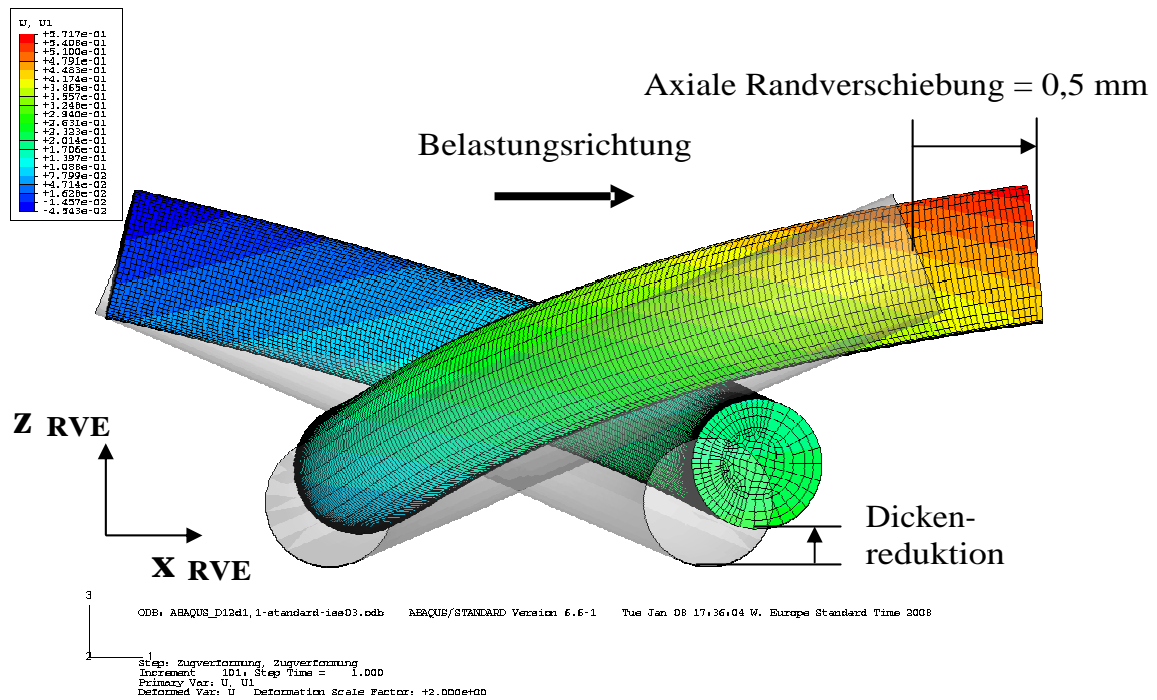 U, U1
+5.717e-01
+5.408e-01
+5.100e-01
+4.791e-01
+4.483e-01
+4.174e-01
+3.865e-01
+3.557e-01
+3.248e-01
+2.940e-01
+2.631e-01
+2.323e-01
+2.014e-01
+1.706e-01
+1.397e-01
+1.088e-01
+7.799e-02
+4.714e-02
+1.628e-02
-1.457e-02
-4.543e-02
Axiale Randverschiebung = 0,5 mm
Belastungsrichtung
z RVE
x RVE
Dicken-
reduktion
3
2
1
ODB: ABAQUS_D12d1,1-standard-iso03.odb ABAQUS/STANDARD Version 6.6-1 Tue Jan 08 17:36:04 W. Europe Standard Time 2008
Step: Zugverformung, Zugverformung
Increment 101: Step Time = 1.000
Primary Var: U, U1
Deformed Var: U Deformation Scale Factor: +2.000e+00